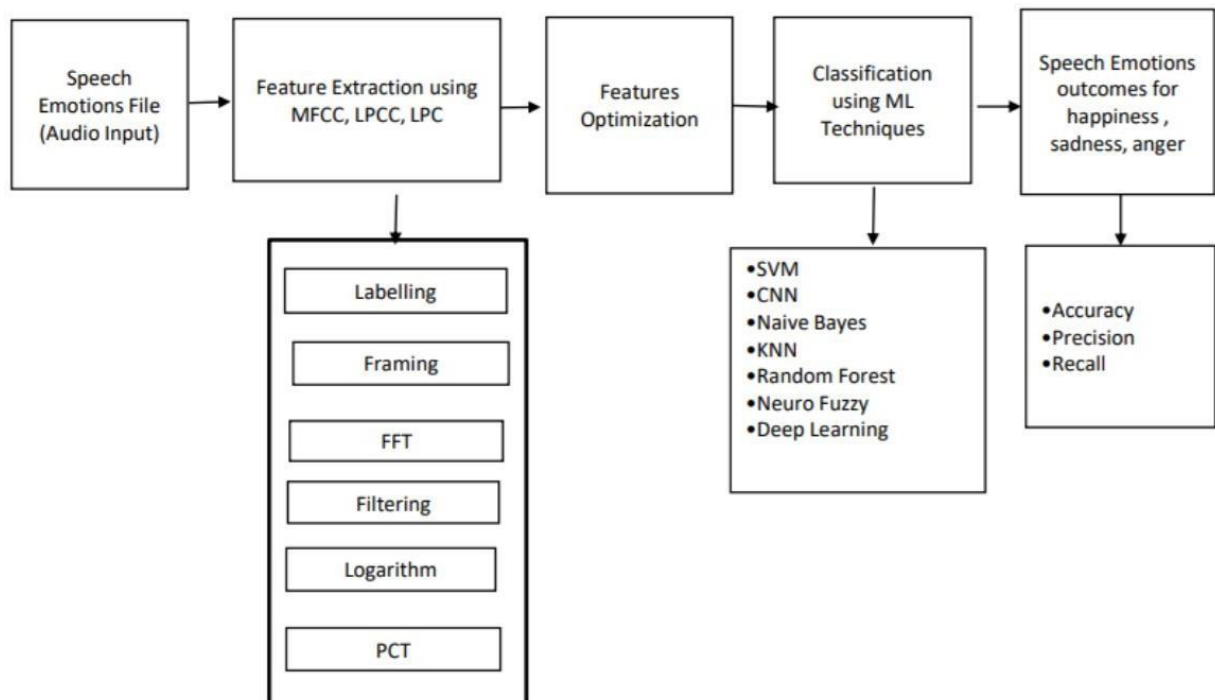 Speech
Emotions File
(Audio Input)
Feature Extraction using
MFCC, LPCC, LPC
Features
Optimization
Classification
using ML
Techniques
Speech Emotions
outcomes for
happiness ,
sadness, anger
Labelling
Framing
FFT
Filtering
Logarithm
PCT
•SVM
•CNN
•Naive Bayes
•KNN
•Random Forest
•Neuro Fuzzy
•Deep Learning
•Accuracy
•Precision
•Recall